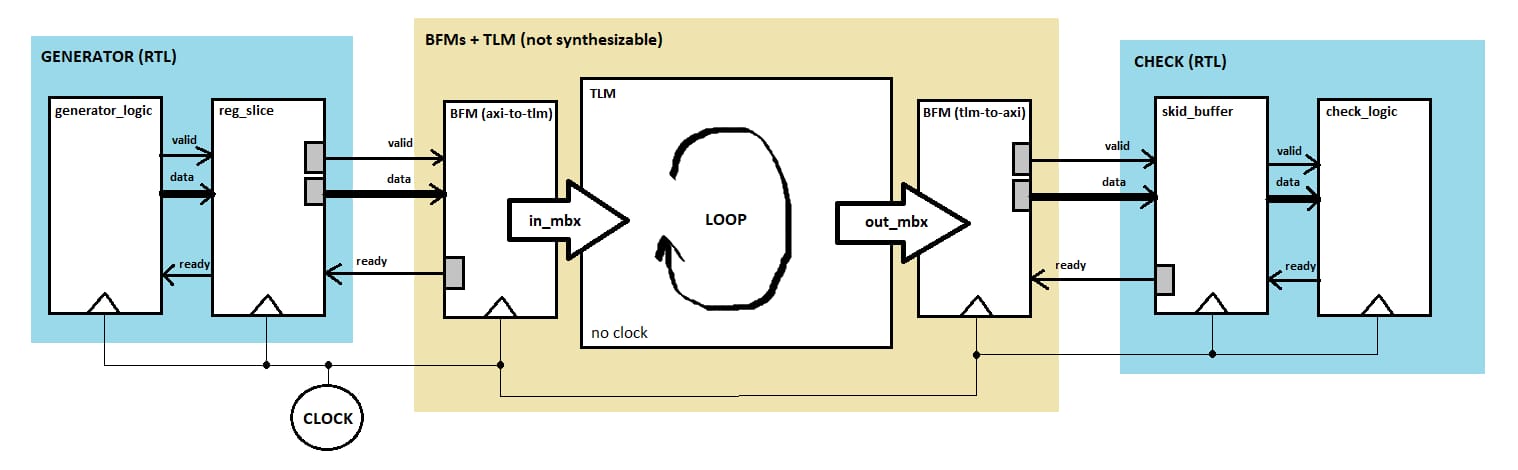 GENERATOR (RTL)
generator_logic
valid
data
ready
reg_slice
valid
data
ready
BFMs + TLM (not synthesizable)
BFM (axi-to-tlm)
in_mbx
TLM
LOOP
no clock
out_mbx
BFM (tlm-to-axi)
valid
data
ready
CHECK (RTL)
skid_buffer
valid
data
ready
check_logic
CLOCK